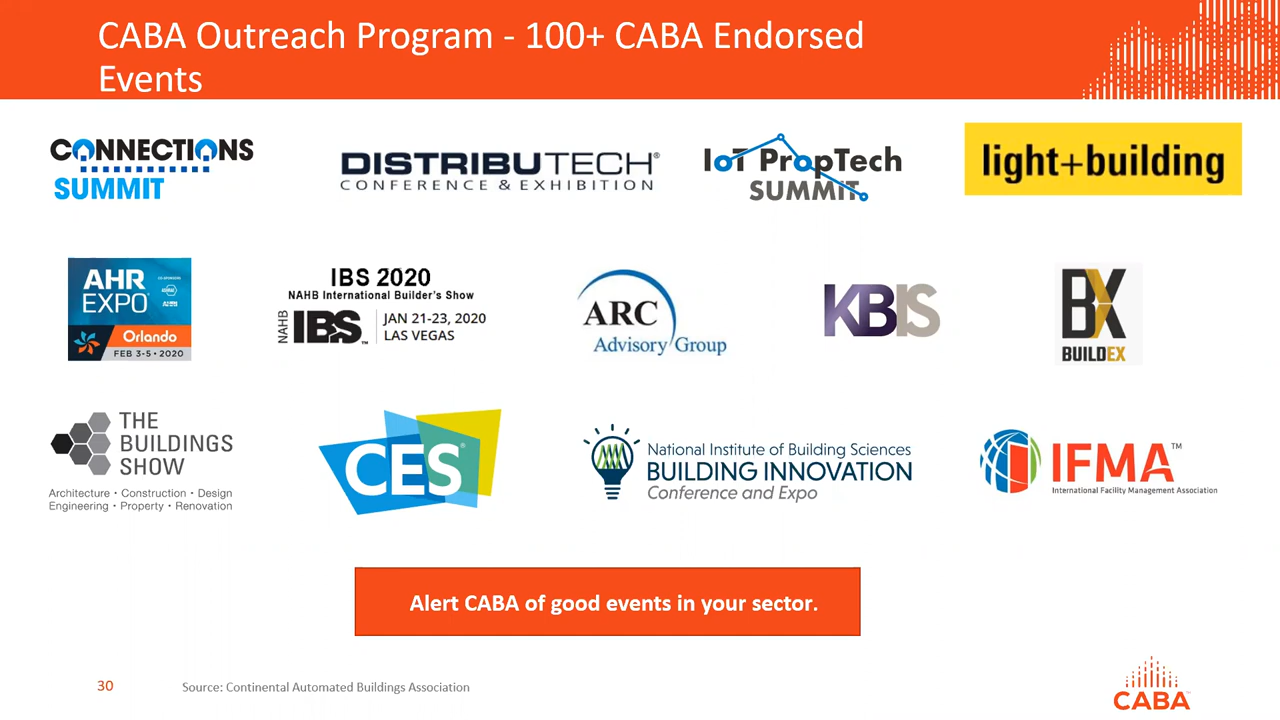 CABA Outreach Program - 100+ CABA Endorsed
Events
CONNECTIONS
SUMMIT
DISTRIBUTECH®
CONFERENCE & EXHIBITION
IoT PropTech
SUMMIT
light+building
AHR
EXPO
Orlando
FEB 3-5 • 2020
IBS 2020
NAHB International Builder's Show
NAHB
IBS™
JAN 21-23, 2020
LAS VEGAS
ARC
Advisory Group
KBIS
BX
BUILDEX
THE
BUILDINGS
SHOW
Architecture • Construction • Design
Engineering • Property • Renovation
CES®
National Institute of Building Sciences
BUILDING INNOVATION
Conference and Expo
IFMA™
International Facility Management Association
Alert CABA of good events in your sector.
30
Source: Continental Automated Buildings Association
CABA